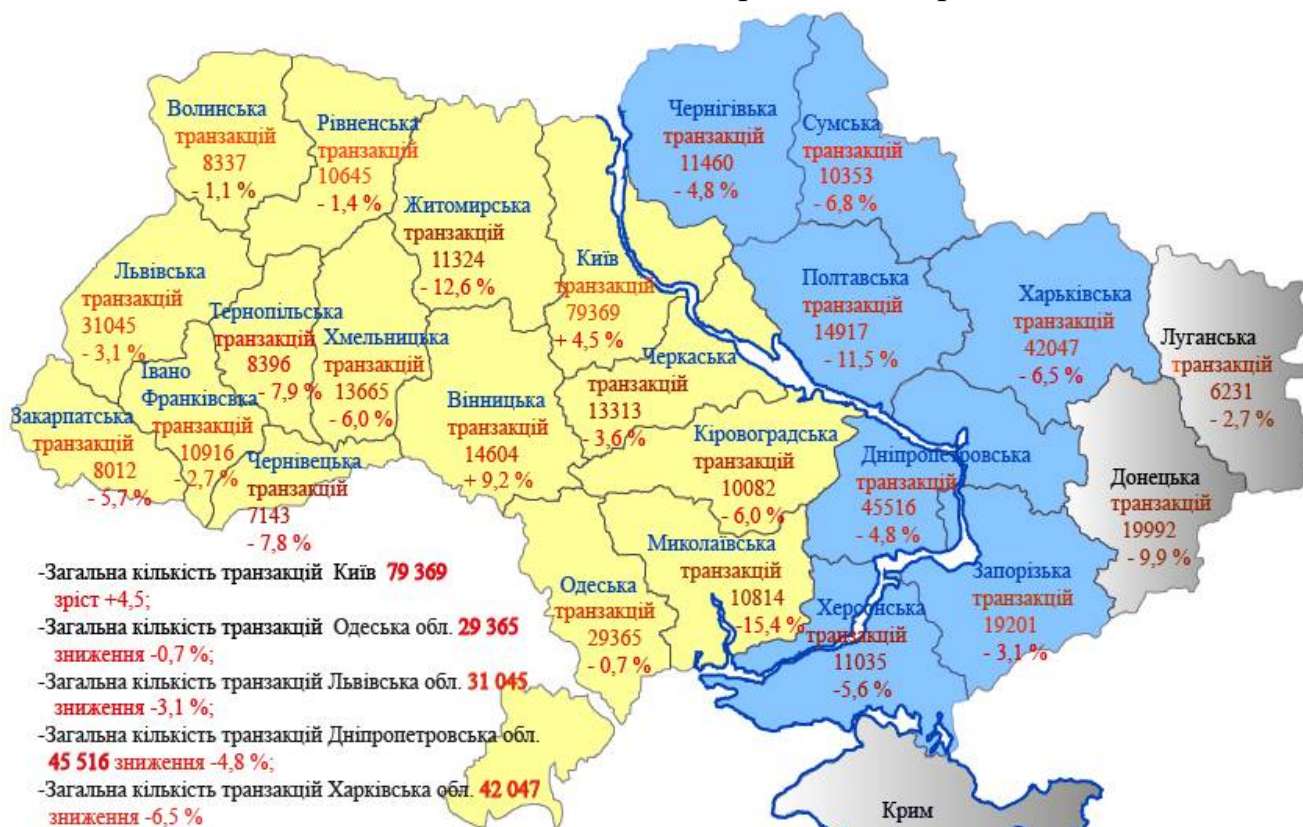 Волинська
транзакцій
8337
- 1,1 %
Рівненська
транзакцій
10645
- 1,4 %
Житомирська
транзакцій
11324
- 12,6 %
Київ
транзакцій
79369
+ 4,5 %
Чернігівька
транзакцій
11460
- 4,8 %
Сумська
транзакцій
10353
- 6,8 %
Львівська
транзакцій
31045
- 3,1 %
Тернопільська
транзакцій
8396
- 7,9 %
Хмельницька
транзакцій
13665
- 6,0 %
Вінницька
транзакцій
14604
+ 9,2 %
Черкаська
транзакцій
13313
- 3,6 %
Полтавська
транзакцій
14917
- 11,5 %
Харьківська
транзакцій
42047
- 6,5 %
Луганська
транзакцій
6231
- 2,7 %
Закарпатська
транзакцій
8012
- 5,7 %
Івано
Франківська
транзакцій
10916
- 2,7 %
Чернівецька
транзакцій
7143
- 7,8 %
Кіровоградська
транзакцій
10082
- 6,0 %
Дніпропетровська
транзакцій
45516
- 4,8 %
Донецька
транзакцій
19992
- 9,9 %
Одеська
транзакцій
29365
- 0,7 %
Миколаївська
транзакцій
10814
-15,4 %
Херсонська
транзакцій
11035
-5,6 %
Запорізька
транзакцій
19201
- 3,1 %
Крим
-Загальна кількість транзакцій Київ 79 369
зріст +4,5;
-Загальна кількість транзакцій Одеська обл. 29 365
зниження -0,7 %;
-Загальна кількість транзакцій Львівська обл. 31 045
зниження -3,1 %;
-Загальна кількість транзакцій Дніпропетровська обл.
45 516 зниження -4,8 %;
-Загальна кількість транзакцій Харківська обл. 42 047
зниження -6,5 %